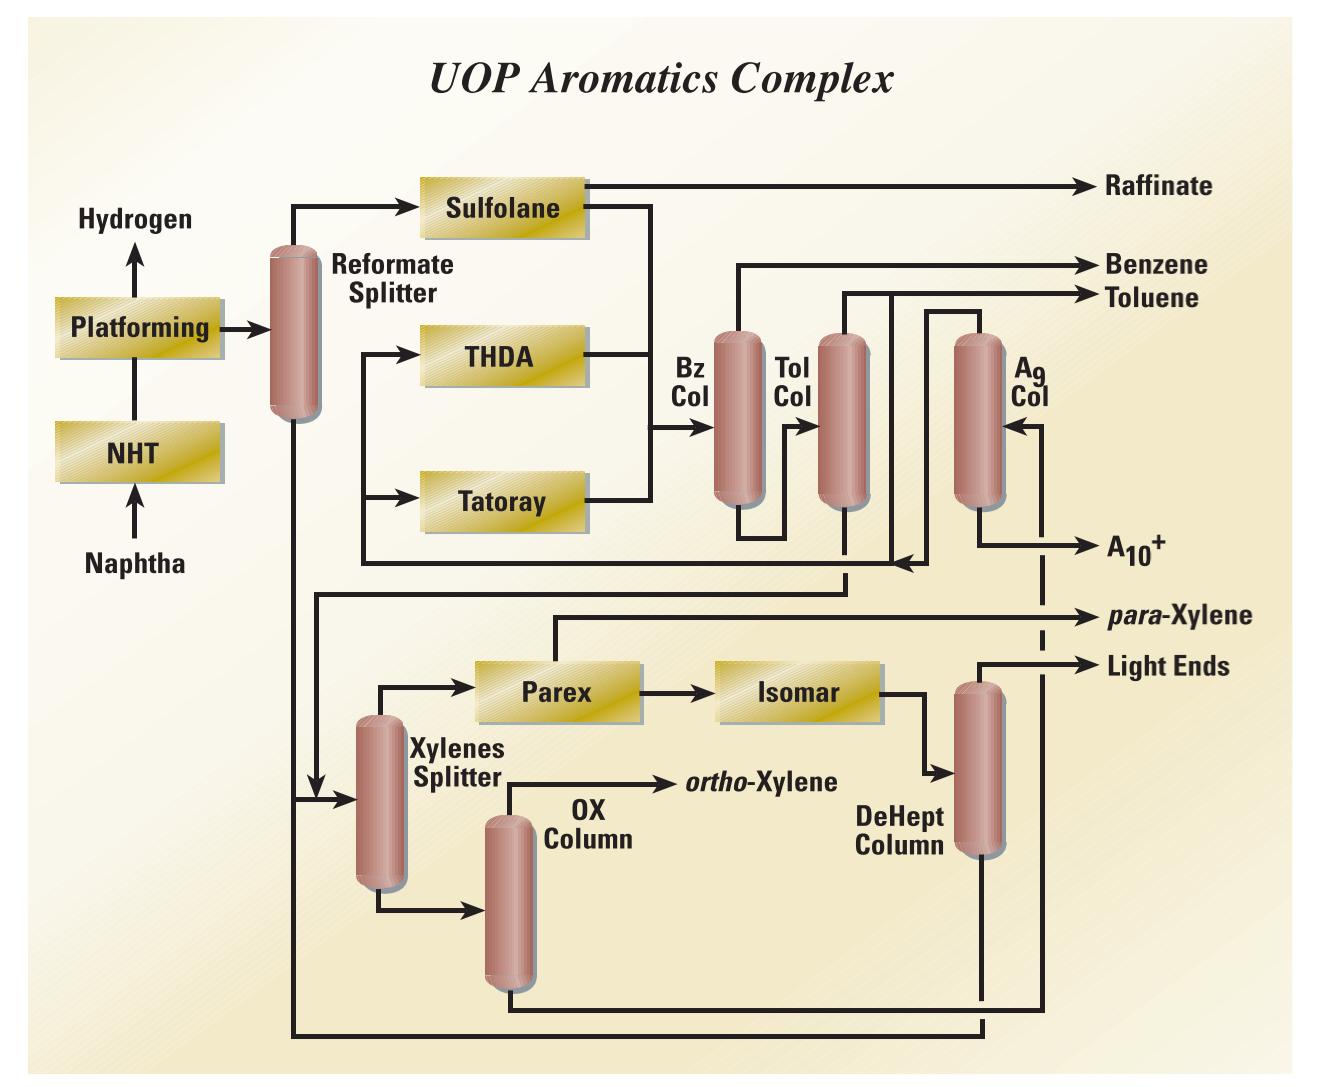 UOP Aromatics Complex
Sulfolane
Raffinate
Hydrogen
Reformate
Splitter
Benzene
Toluene
Platforming
THDA
Bz
Col
Tol
Col
A9
Col
NHT
Tatoray
Naphtha
A10+
para-Xylene
Light Ends
Parex
Isomar
Xylenes
Splitter
ortho-Xylene
OX
Column
DeHept
Column